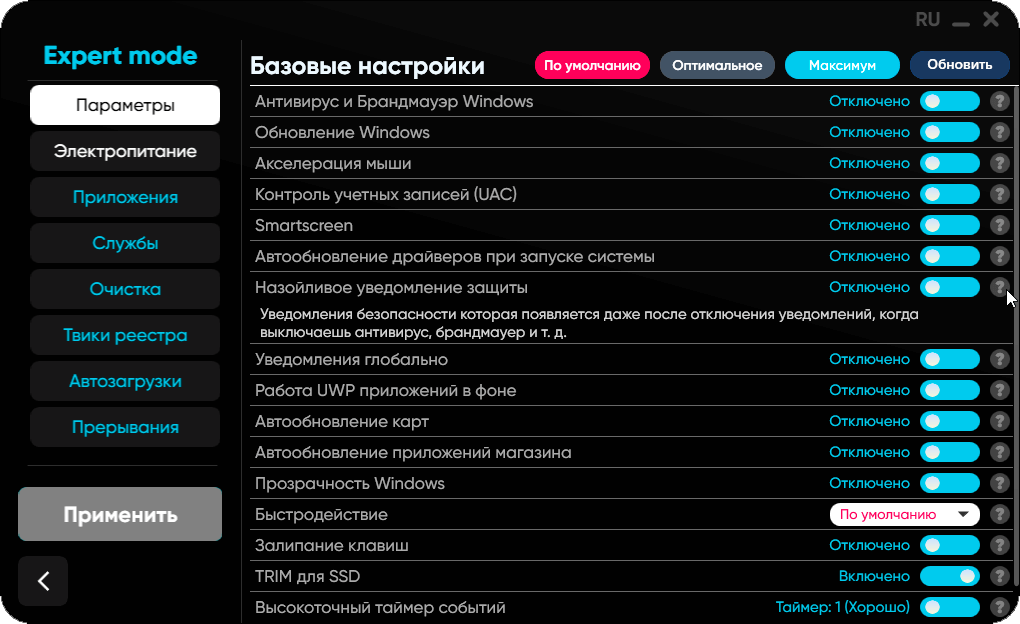 RU
Expert mode
Параметры
Электропитание
Приложения
Службы
Очистка
Твики реестра
Автозагрузки
Прерывания
Применить
Базовые настройки По умолчанию Оптимальное Максимум Обновить
Антивирус и Брандмауэр Windows Отключено ?
Обновление Windows Отключено ?
Акселерация мыши Отключено ?
Контроль учетных записей (UAC) Отключено ?
Smartscreen Отключено ?
Автообновление драйверов при запуске системы Отключено ?
Назойливое уведомление защиты Отключено ?
Уведомления безопасности которая появляется даже после отключения уведомлений, когда
выключаешь антивирус, брандмауер и т. д.
Уведомления глобально Отключено ?
Работа UWP приложений в фоне Отключено ?
Автообновление карт Отключено ?
Автообновление приложений магазина Отключено ?
Прозрачность Windows Отключено ?
Быстродействие По умолчанию ?
Залипание клавиш Отключено ?
TRIM для SSD Включено ?
Высокоточный таймер событий Таймер: 1 (Хорошо) ?